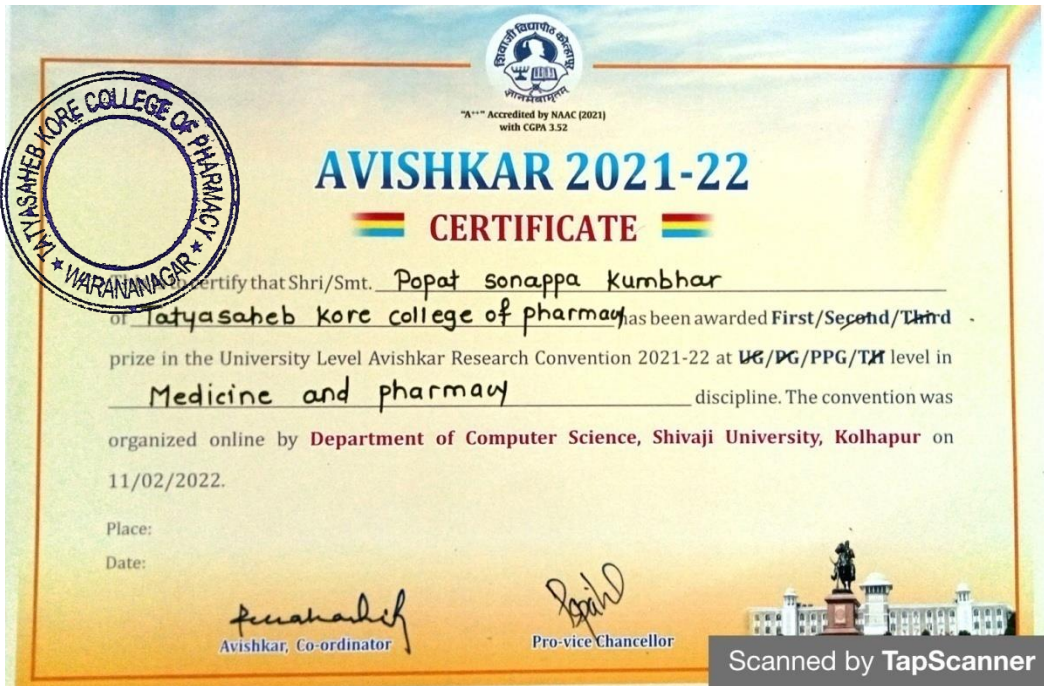 शिवाजी विद्यापीठ कोल्हापूर
ज्ञानमेवामृतम्
"A++" Accredited by NAAC (2021)
with CGPA 3.52
AVISHKAR 2021-22
CERTIFICATE
TATYASAHEB KORE COLLEGE OF PHARMACY
* WARANANAGAR *
to certify that Shri/Smt. Popat sonappa Kumbhar
of Tatyasaheb Kore college of pharmacy has been awarded First/Second/Third
prize in the University Level Avishkar Research Convention 2021-22 at UG/PG/PPG/TH level in
Medicine and pharmacy discipline. The convention was
organized online by Department of Computer Science, Shivaji University, Kolhapur on
11/02/2022.
Place:
Date:
Avishkar, Co-ordinator
Pro-vice Chancellor
Scanned by TapScanner